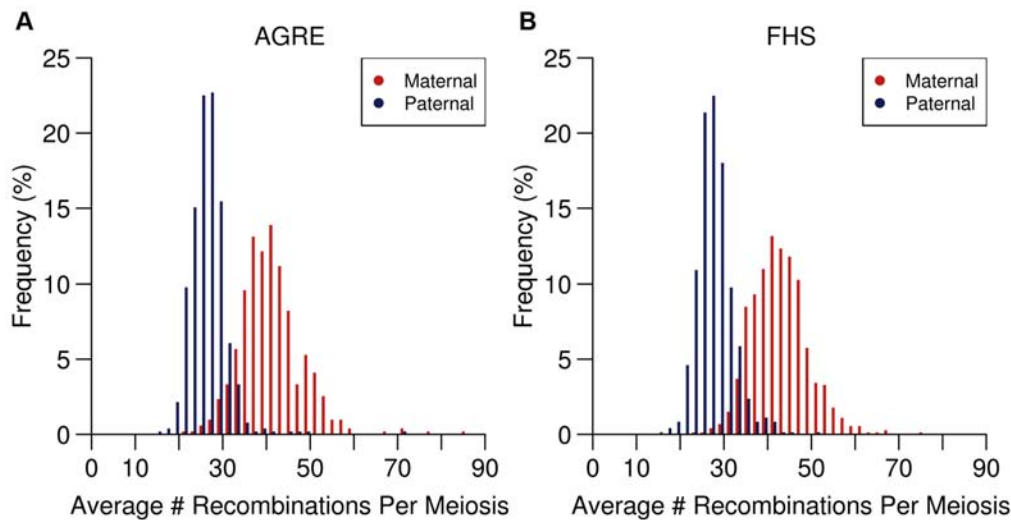 A
AGRE
Frequency (%)
25
20
15
10
5
0
Maternal
Paternal
0 10 30 50 70 90
Average # Recombinations Per Meiosis
B
FHS
Frequency (%)
25
20
15
10
5
0
Maternal
Paternal
0 10 30 50 70 90
Average # Recombinations Per Meiosis